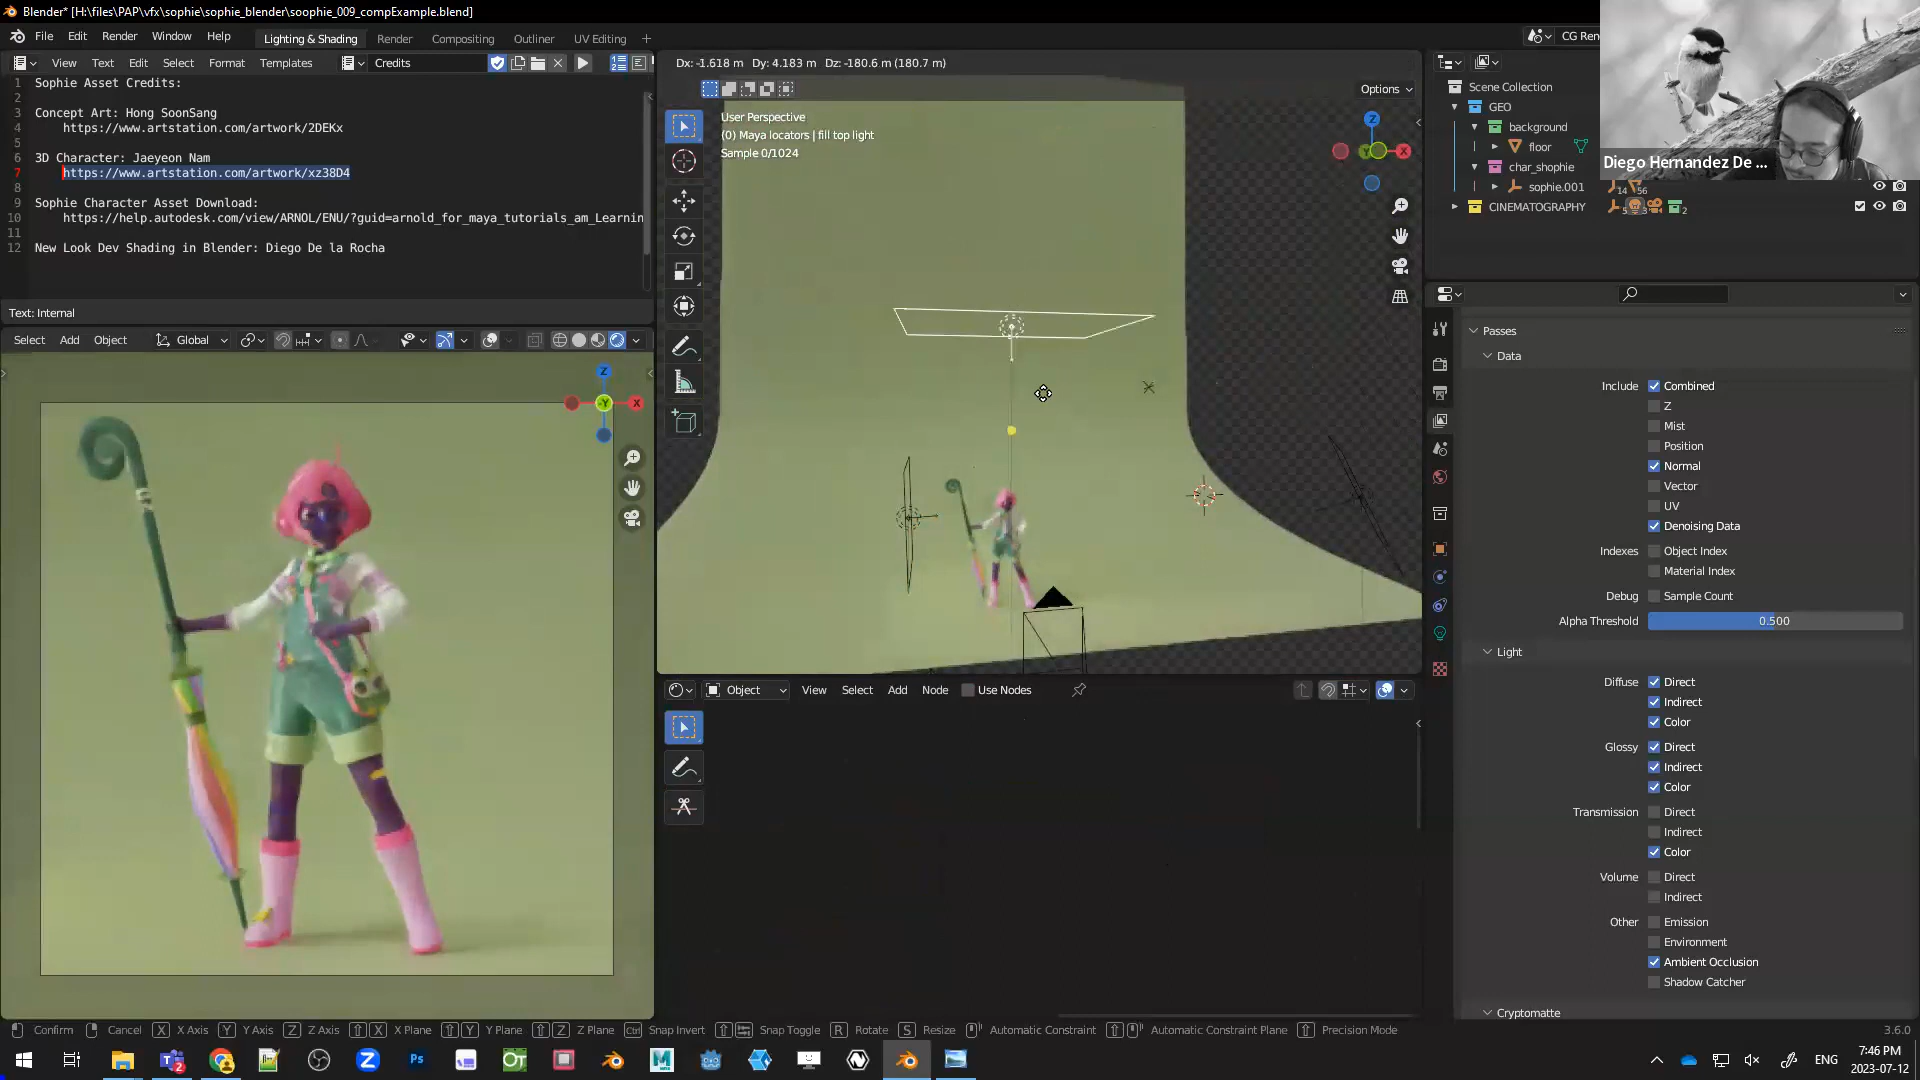 Blender* [H:\files\PAP\vfx\sophie\sophie_blender\soophie_009_compExample.blend]
File Edit Render Window Help Lighting & Shading Render Compositing Outliner UV Editing + CG Ren
View Text Edit Select Format Templates Credits
1 Sophie Asset Credits:
2
3 Concept Art: Hong SoonSang
4 https://www.artstation.com/artwork/2DEKx
5
6 3D Character: Jaeyeon Nam
7 https://www.artstation.com/artwork/xz38D4
8
9 Sophie Character Asset Download:
10 https://help.autodesk.com/view/ARNOL/ENU/?guid=arnold_for_maya_tutorials_am_Learnin
11
12 New Look Dev Shading in Blender: Diego De la Rocha
Text: Internal
Select Add Object Global
Z
X
-Y
Dx: -1.618 m Dy: 4.183 m Dz: -180.6 m (180.7 m)
Options
User Perspective
(0) Maya locators | fill top light
Sample 0/1024
Z
X
Y
Object View Select Add Node Use Nodes
Scene Collection
GEO
background
floor
char_shophie
sophie.001 14 56
CINEMATOGRAPHY 2
Diego Hernandez De ...
Passes
Data
Include Combined
Z
Mist
Position
Normal
Vector
UV
Denoising Data
Indexes Object Index
Material Index
Debug Sample Count
Alpha Threshold 0.500
Light
Diffuse Direct
Indirect
Color
Glossy Direct
Indirect
Color
Transmission Direct
Indirect
Color
Volume Direct
Indirect
Other Emission
Environment
Ambient Occlusion
Shadow Catcher
Cryptomatte
Confirm Cancel X X Axis Y Y Axis Z Z Axis X X Plane Y Y Plane Z Z Plane Ctrl Snap Invert Snap Toggle R Rotate S Resize Automatic Constraint Automatic Constraint Plane Precision Mode 3.6.0
ENG 7:46 PM
2023-07-12